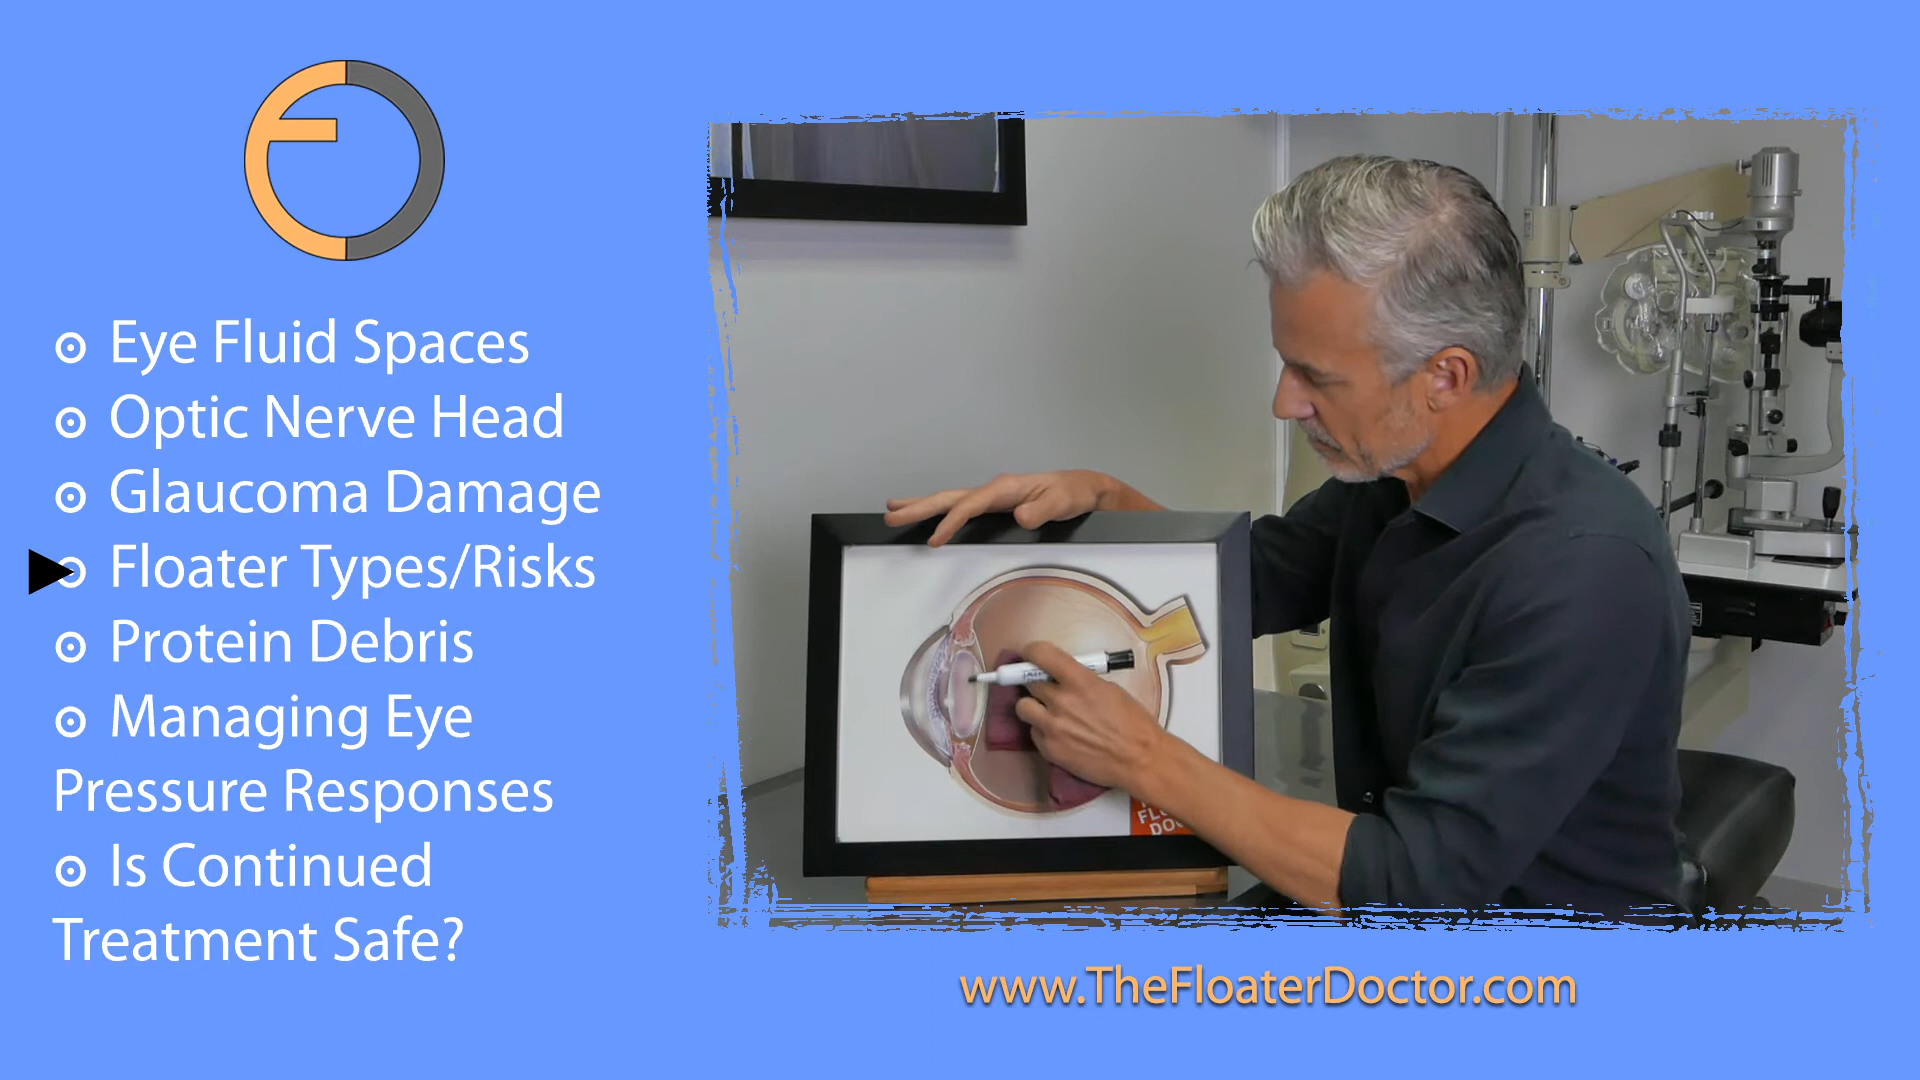 Eye Fluid Spaces
Optic Nerve Head
Glaucoma Damage
Floater Types/Risks
Protein Debris
Managing Eye
Pressure Responses
Is Continued
Treatment Safe?
www.TheFloaterDoctor.com